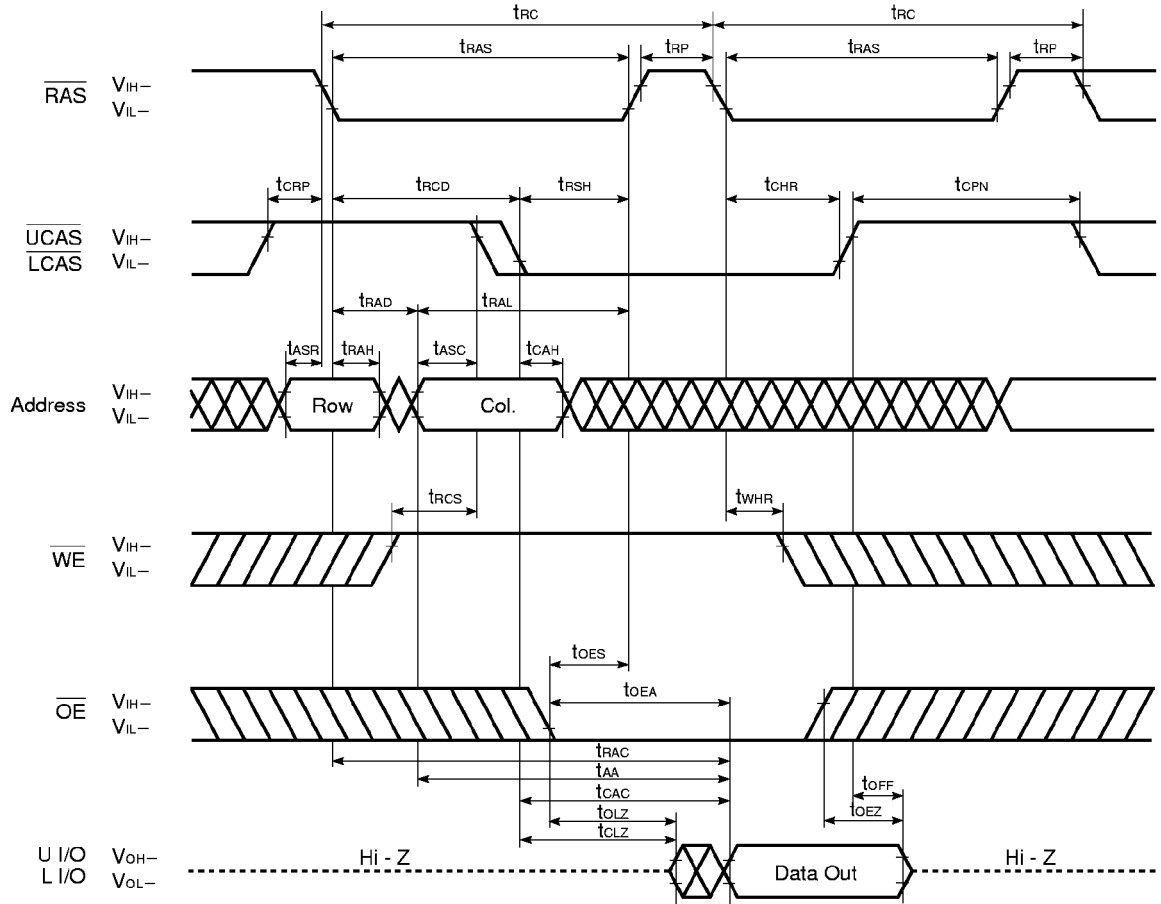 tRC tRC
tRAS tRP tRAS tRP
RAS VIH–
VIL–
tCRP tRCD tRSH tCHR tCPN
UCAS VIH–
LCAS VIL–
tRAD tRAL
tASR tRAH tASC tCAH
Address VIH–
VIL–
Row Col.
tRCS tWHR
WE VIH–
VIL–
tOES
tOEA
OE VIH–
VIL–
tRAC
tAA
tCAC tOFF
tOLZ tOEZ
tCLZ
U I/O VOH–
L I/O VOL–
Hi - Z Data Out Hi - Z